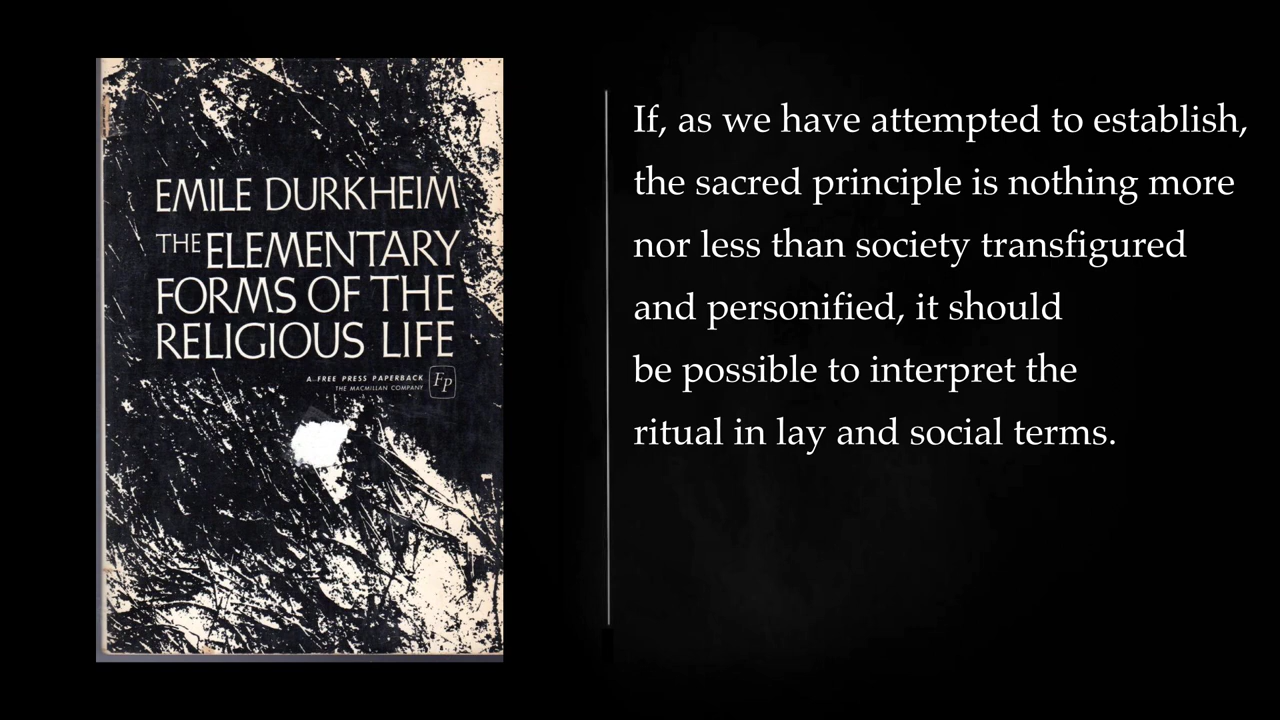 EMILE DURKHEIM
THE ELEMENTARY
FORMS OF THE
RELIGIOUS LIFE
A FREE PRESS PAPERBACK
THE MACMILLAN COMPANY
FP
If, as we have attempted to establish,
the sacred principle is nothing more
nor less than society transfigured
and personified, it should
be possible to interpret the
ritual in lay and social terms.